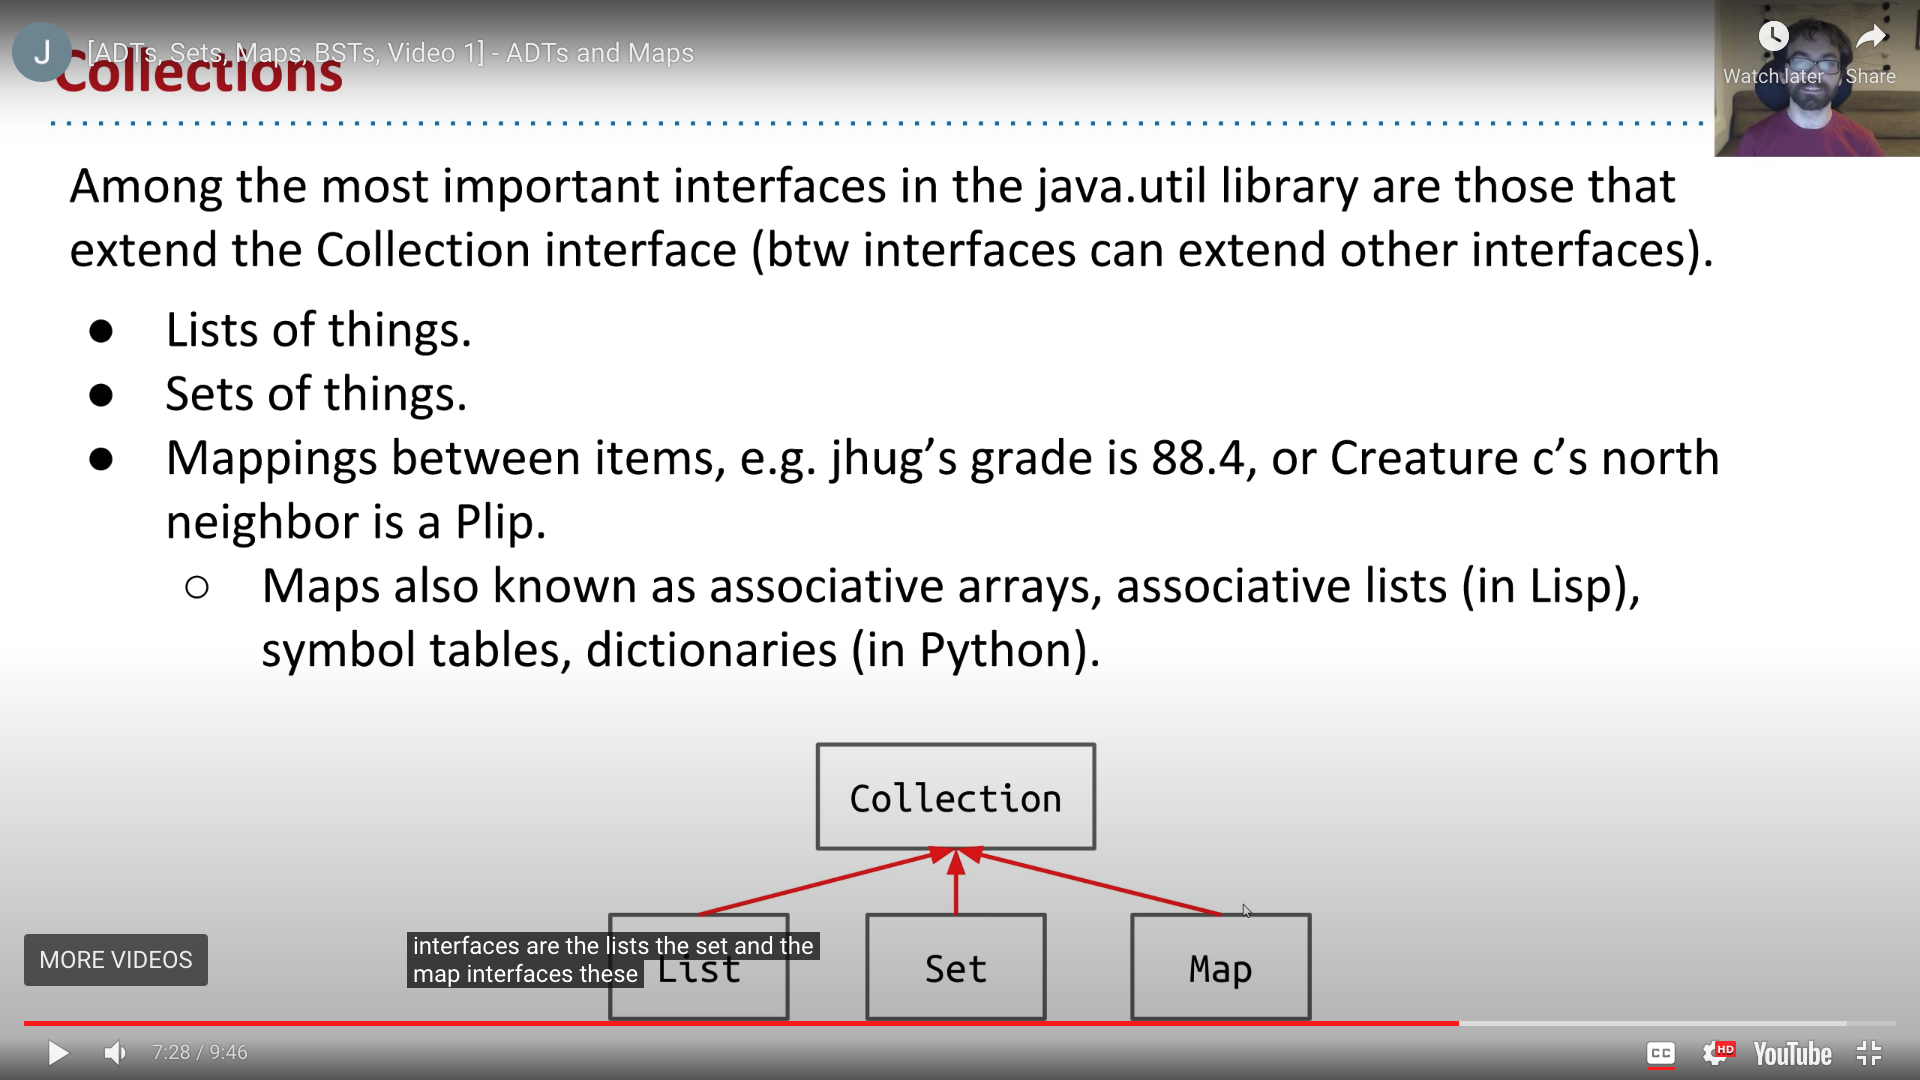 J
[ADTs, Sets, Maps, BSTs, Video 1] - ADTs and Maps
Collections
Watch later
Share
Among the most important interfaces in the java.util library are those that
extend the Collection interface (btw interfaces can extend other interfaces).
● Lists of things.
● Sets of things.
● Mappings between items, e.g. jhug’s grade is 88.4, or Creature c’s north
neighbor is a Plip.
○ Maps also known as associative arrays, associative lists (in Lisp),
symbol tables, dictionaries (in Python).
Collection
List
Set
Map
interfaces are the lists the set and the
map interfaces these
MORE VIDEOS
7:28 / 9:46
CC
HD
YouTube